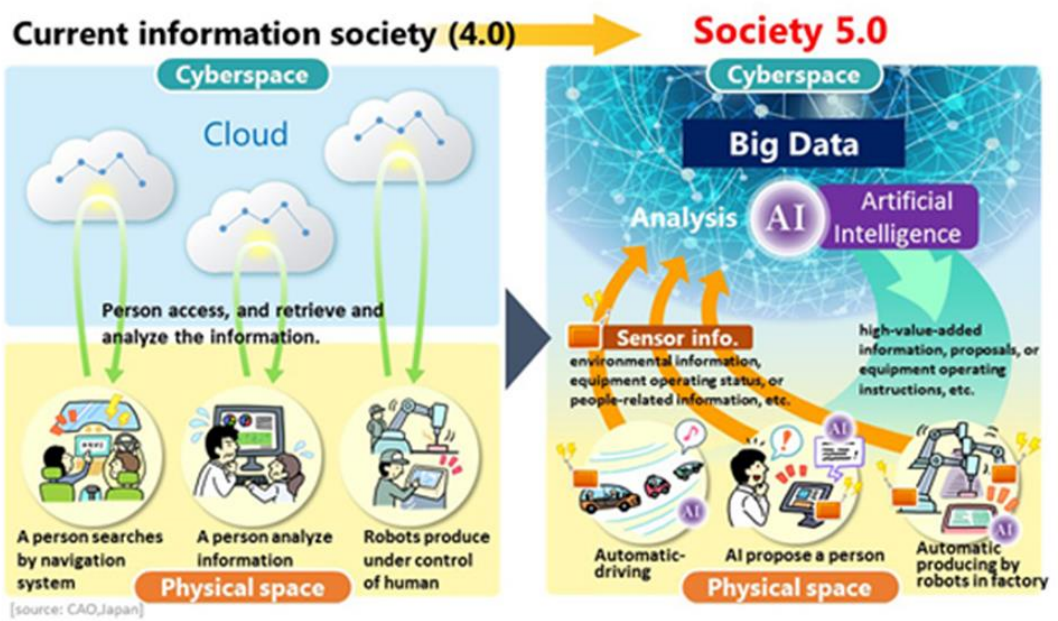 Current information society (4.0)
Society 5.0
Cyberspace
Cloud
Person access, and retrieve and
analyze the information.
A person searches
by navigation
system
A person analyze
information
Robots produce
under control
of human
Physical space
[source: CAO,Japan]
Cyberspace
Big Data
Analysis
AI
Artificial
Intelligence
Sensor info.
environmental information,
equipment operating status, or
people-related information, etc.
high-value-added
information, proposals, or
equipment operating
instructions, etc.
AI
AI
AI
Automatic-
driving
AI propose a person
Automatic
producing by
robots in factory
Physical space